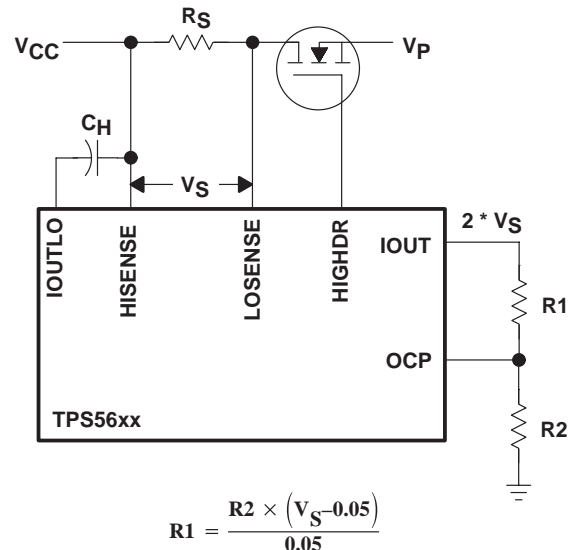 RS
VCC
VP
CH
VS
2 * VS
IOUTLO
HISENSE
LOSENSE
HIGHDR
IOUT
R1
OCP
R2
TPS56xx
R1 = R2 × (VS–0.05) / 0.05